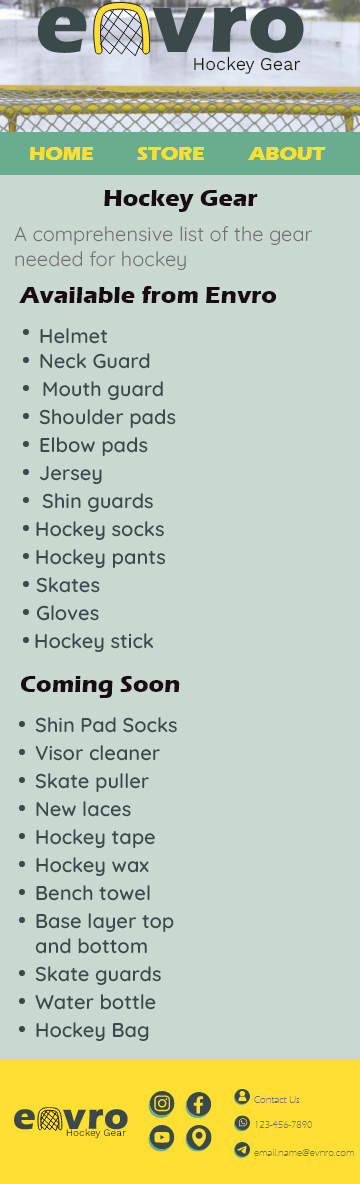 envro
Hockey Gear
HOME STORE ABOUT
Hockey Gear
A comprehensive list of the gear
needed for hockey
Available from Envro
• Helmet
• Neck Guard
• Mouth guard
• Shoulder pads
• Elbow pads
• Jersey
• Shin guards
• Hockey socks
• Hockey pants
• Skates
• Gloves
• Hockey stick
Coming Soon
• Shin Pad Socks
• Visor cleaner
• Skate puller
• New laces
• Hockey tape
• Hockey wax
• Bench towel
• Base layer top
and bottom
• Skate guards
• Water bottle
• Hockey Bag
envro
Hockey Gear
Contact Us
123-456-7890
email.name@evnro.com